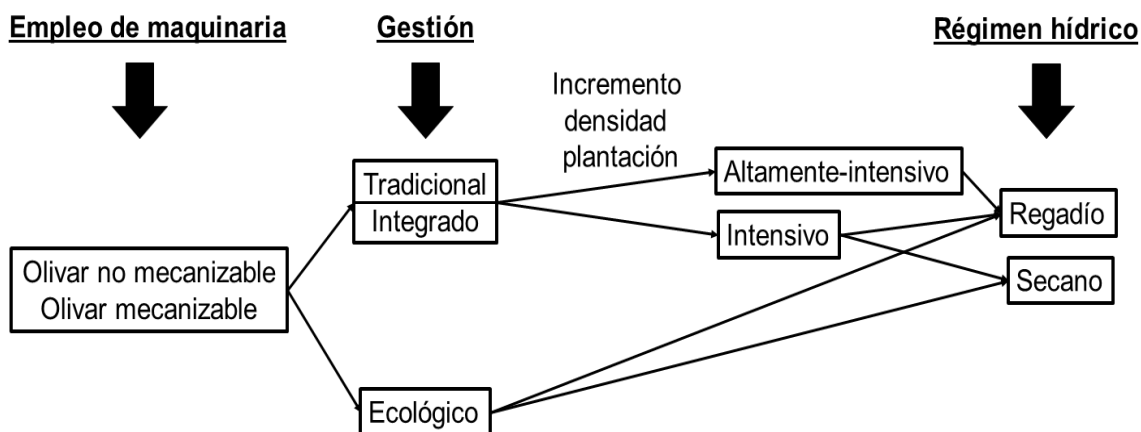 Empleo de maquinaria
Gestión
Régimen hídrico
Incremento
densidad
plantación
Tradicional
Integrado
Altamente-intensivo
Intensivo
Regadío
Secano
Olivar no mecanizable
Olivar mecanizable
Ecológico